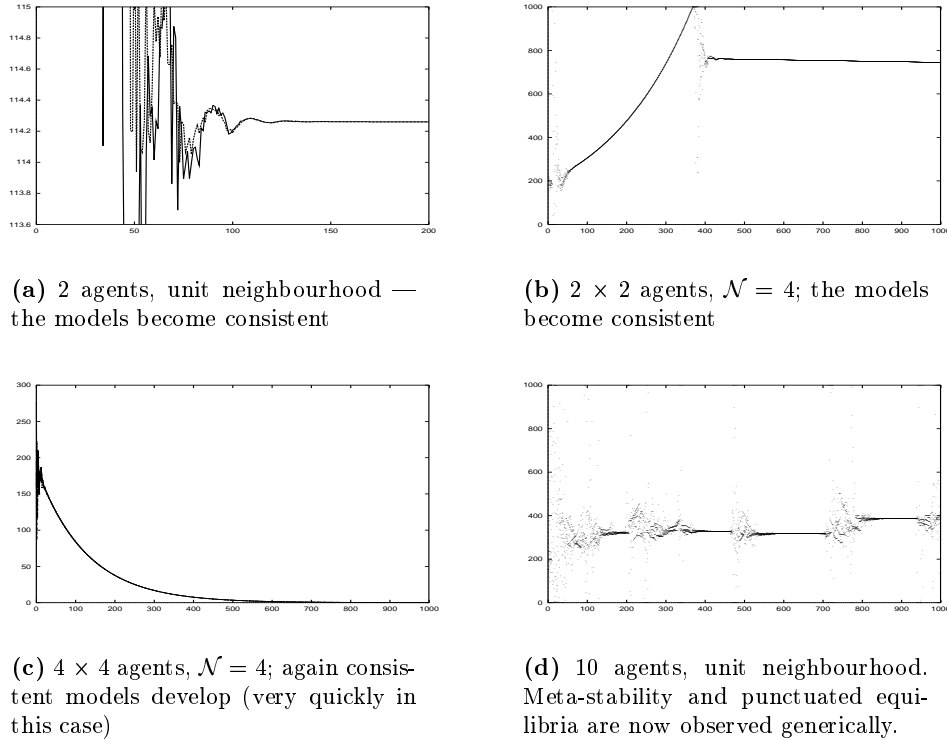 115
114.8
114.6
114.4
114.2
114
113.8
113.6
0 50 100 150 200
1000
800
600
400
200
0
0 100 200 300 400 500 600 700 800 900 1000
(a) 2 agents, unit neighbourhood —
the models become consistent
(b) 2 × 2 agents, 𝒩 = 4; the models
become consistent
300
250
200
150
100
50
0
0 100 200 300 400 500 600 700 800 900 1000
1000
800
600
400
200
0
0 100 200 300 400 500 600 700 800 900 1000
(c) 4 × 4 agents, 𝒩 = 4; again consis-
tent models develop (very quickly in
this case)
(d) 10 agents, unit neighbourhood.
Meta-stability and punctuated equi-
libria are now observed generically.